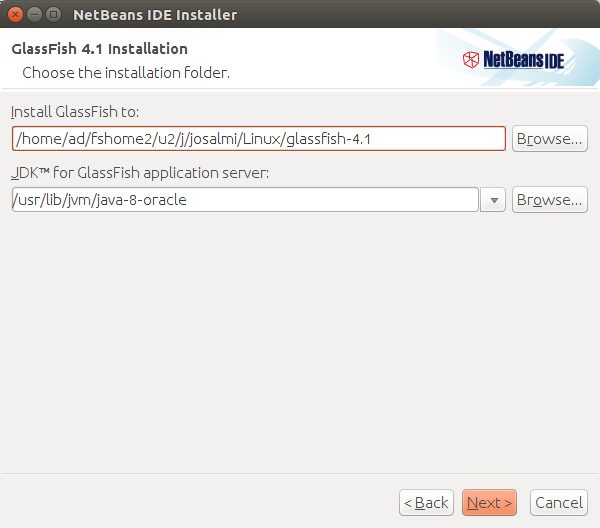 NetBeans IDE Installer
GlassFish 4.1 Installation
Choose the installation folder.
NetBeans IDE
Install GlassFish to:
/home/ad/fshome2/u2/j/josalmi/Linux/glassfish-4.1
Browse...
JDK™ for GlassFish application server:
/usr/lib/jvm/java-8-oracle
Browse...
< Back
Next >
Cancel